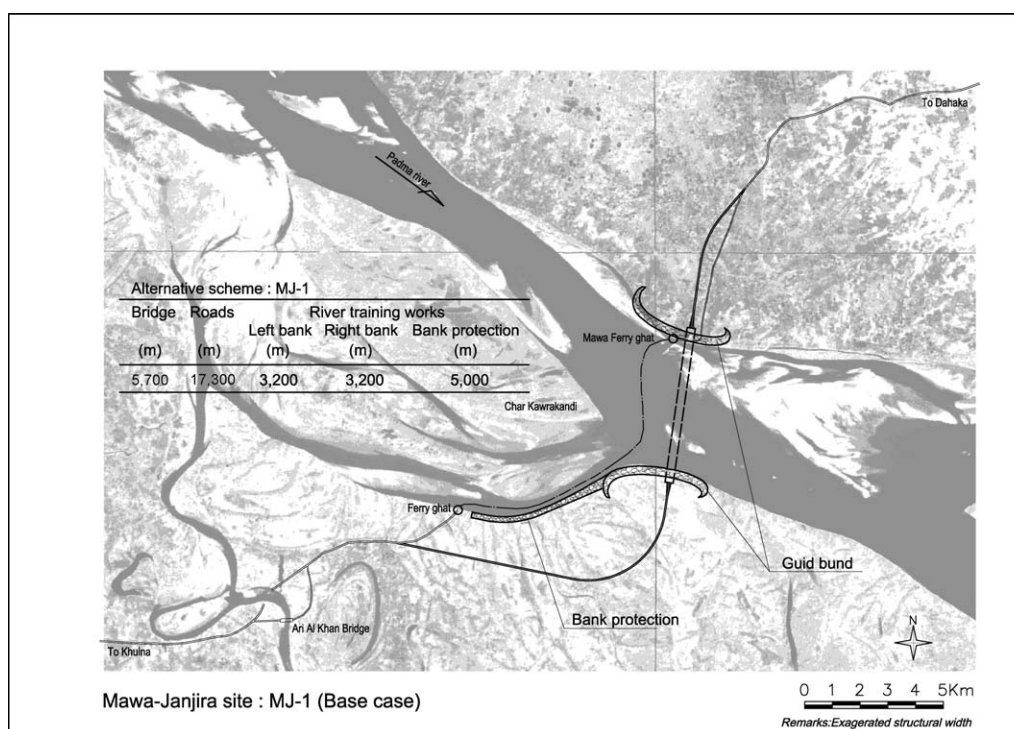 To Dahaka
Padma river
Alternative scheme : MJ-1
Bridge Roads River training works
Left bank Right bank Bank protection
(m) (m) (m) (m) (m)
5,700 17,300 3,200 3,200 5,000
Mawa Ferry ghat
Char Kawrakandi
Ferry ghat
Guid bund
Bank protection
Ari Al Khan Bridge
To Khulna
N
Mawa-Janjira site : MJ-1 (Base case)
0 1 2 3 4 5Km
Remarks:Exagerated structural width